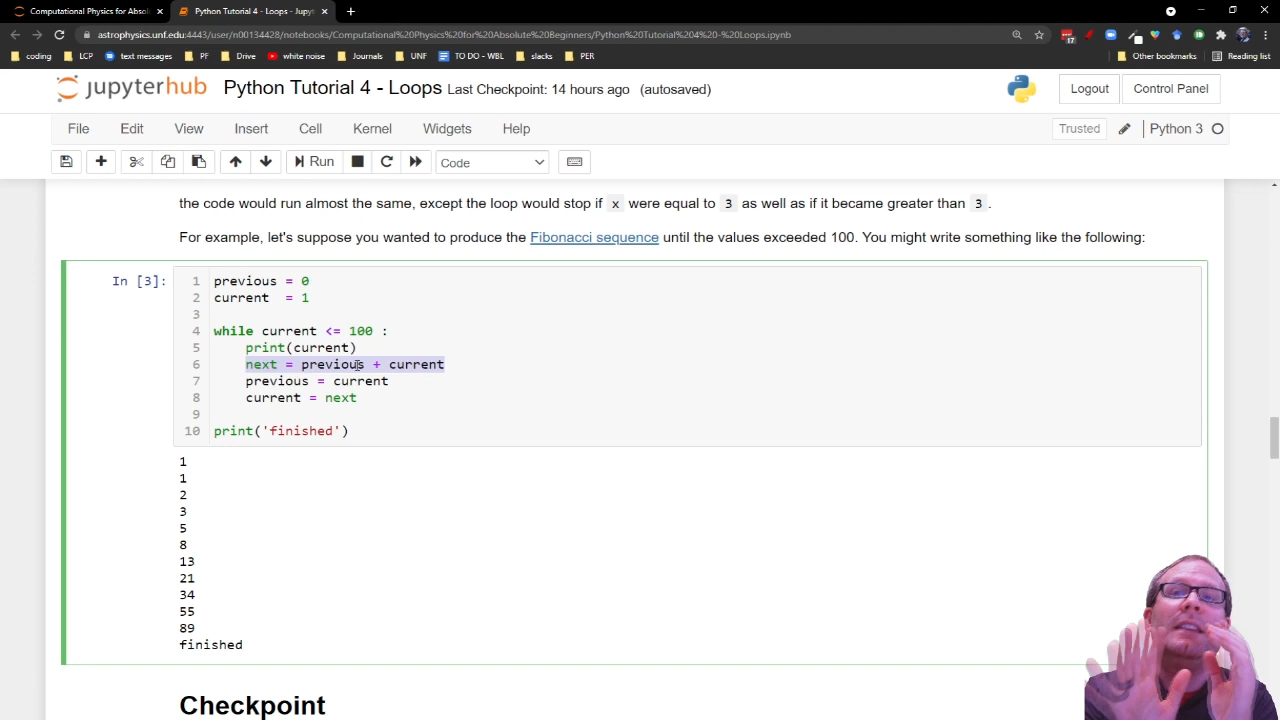 Computational Physics for Absol
Python Tutorial 4 - Loops - Jupyt
astrophysics.unf.edu:4443/user/n00134428/notebooks/Computational%20Physics%20for%20Absolute%20Beginners/Python%20Tutorial%204%20-%20Loops.ipynb
17
coding LCP text messages PF Drive white noise Journals UNF TO DO - WBL slacks PER Other bookmarks Reading list
jupyterhub Python Tutorial 4 - Loops Last Checkpoint: 14 hours ago (autosaved) Logout Control Panel
File Edit View Insert Cell Kernel Widgets Help Trusted Python 3
Run Code
the code would run almost the same, except the loop would stop if x were equal to 3 as well as if it became greater than 3 .
For example, let's suppose you wanted to produce the Fibonacci sequence until the values exceeded 100. You might write something like the following:
In [3]: 1 previous = 0
2 current  = 1
3
4 while current <= 100 :
5     print(current)
6     next = previous + current
7     previous = current
8     current = next
9
10 print('finished')
1
1
2
3
5
8
13
21
34
55
89
finished
Checkpoint